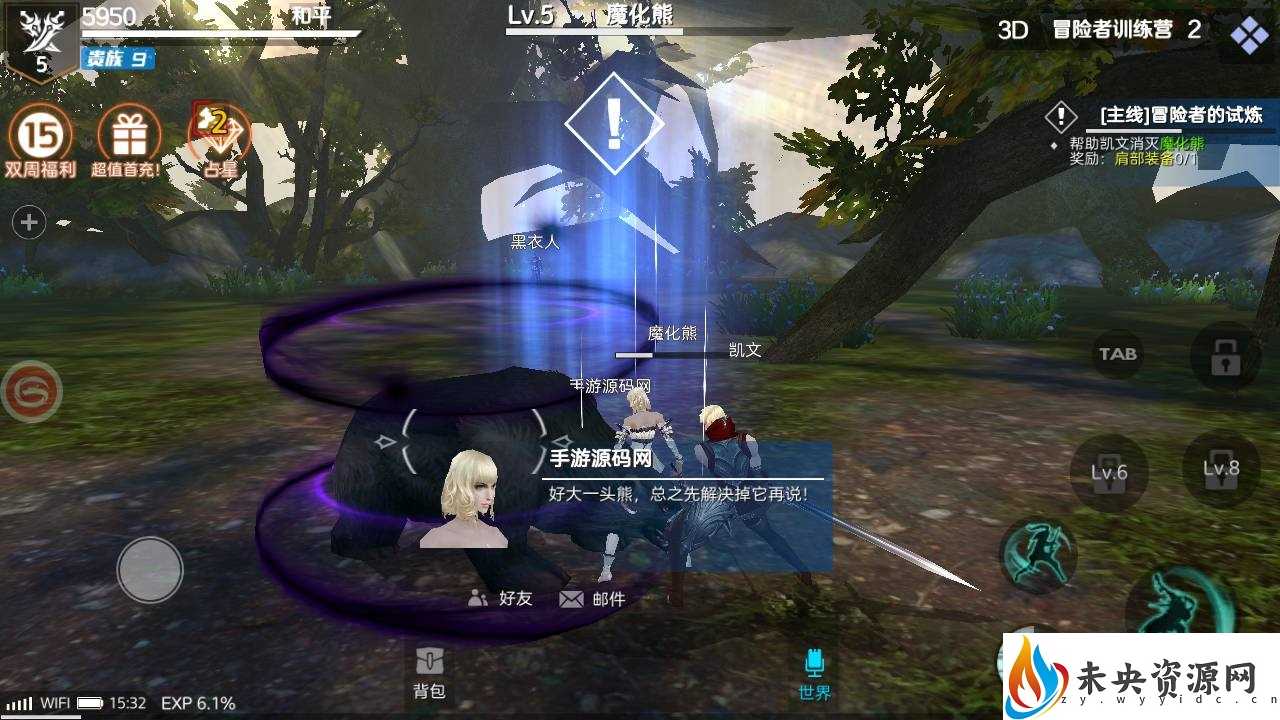 5950
和平
5
贵族 9
Lv.5 魔化熊
3D 冒险者训练营 2
15
双周福利
超值首充!
2
占星
[主线]冒险者的试炼
帮助凯文消灭魔化熊
奖励：肩部装备0/1
黑衣人
魔化熊
凯文
手游源码网
手游源码网
好大一头熊，总之先解决掉它再说！
TAB
Lv.6
Lv.8
好友
邮件
背包
世界
WIFI 15:32 EXP 6.1%
未央资源网
zy.wyyidc.cn